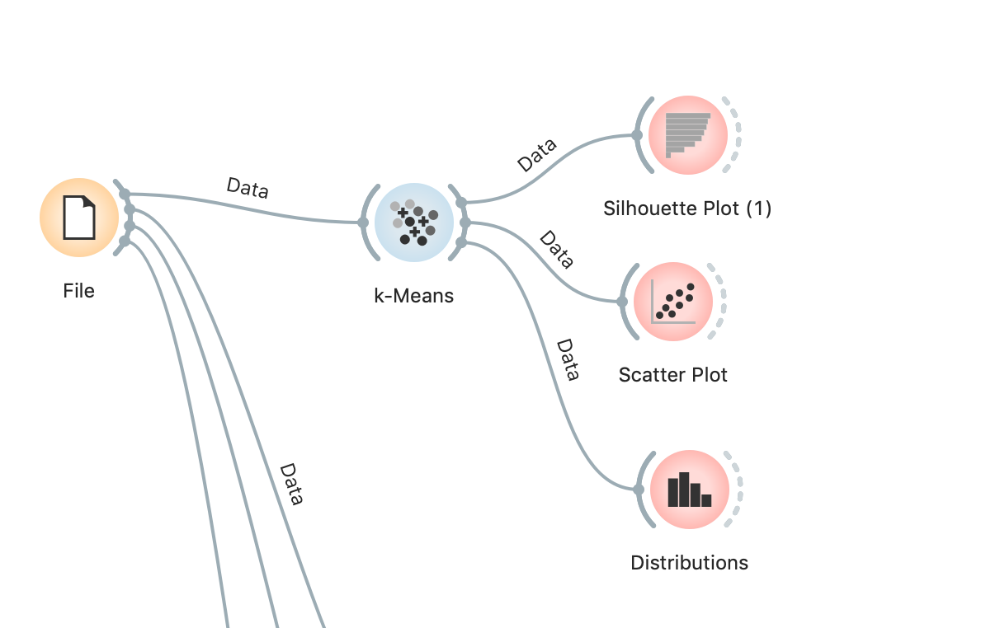 Data
Silhouette Plot (1)
Data
File
k-Means
Data
Scatter Plot
Data
Data
Distributions